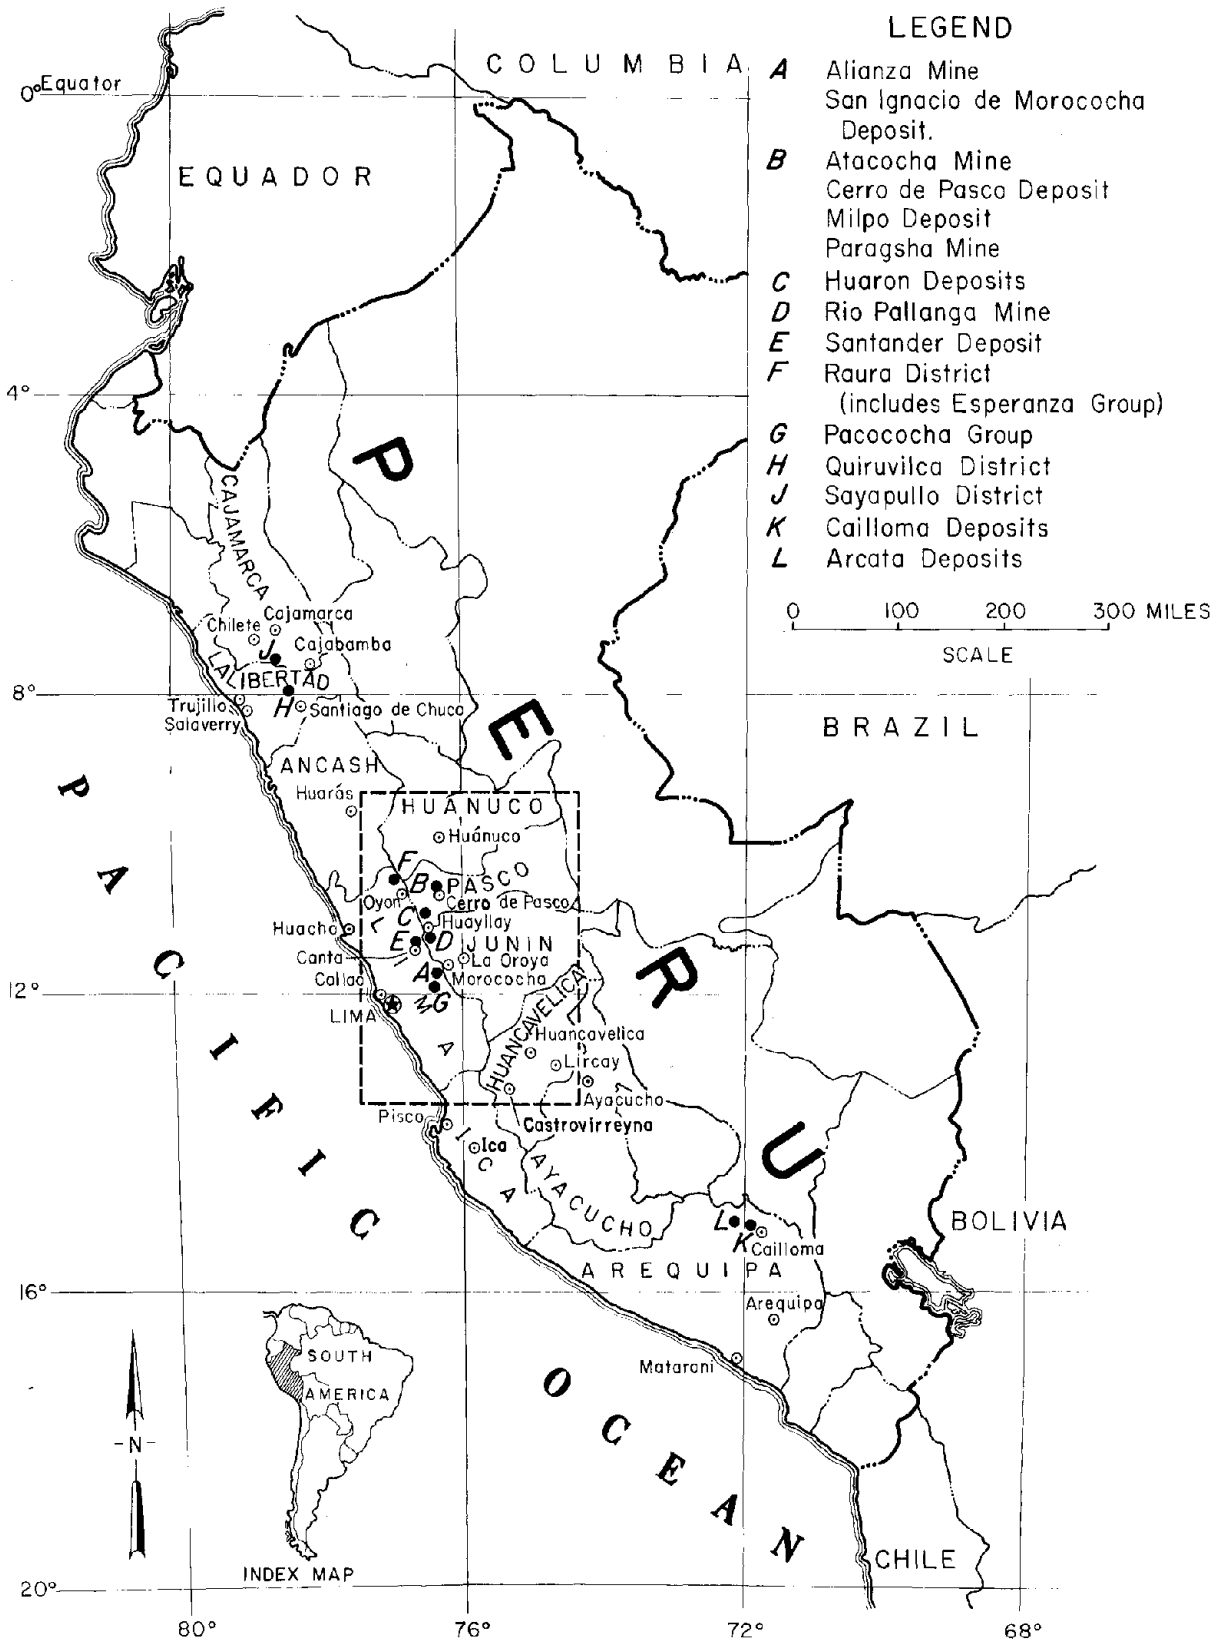 LEGEND
A Alianza Mine
San Ignacio de Morococha
Deposit.
B Atacocha Mine
Cerro de Pasco Deposit
Milpo Deposit
Paragsha Mine
C Huaron Deposits
D Rio Pallanga Mine
E Santander Deposit
F Raura District
(includes Esperanza Group)
G Pacococha Group
H Quiruvilca District
J Sayapullo District
K Cailloma Deposits
L Arcata Deposits
0 100 200 300 MILES
SCALE
COLUMBIA
0° Equator
EQUADOR
4°
PERU
CAJAMARCA
Cajamarca
Chilete
J
Cajabamba
LA LIBERTAD
8°
Trujillo
H
Santiago de Chuco
Salaverry
BRAZIL
ANCASH
Huarás
HUANUCO
Huánuco
F
B
PASCO
Oyon
Cerro de Pasco
C
Huayllay
Huacho
E
D
JUNIN
Canta
La Oroya
A
Morococha
Callao
12°
G
LIMA
LIMA
HUANCAVELICA
Huancavelica
Lircay
Ayacucho
Pisco
Castrovirreyna
ICA
Ica
AYACUCHO
L
K
Cailloma
BOLIVIA
AREQUIPA
16°
Arequipa
Matarani
PACIFIC
OCEAN
SOUTH
AMERICA
-N-
INDEX MAP
CHILE
20°
80°
76°
72°
68°